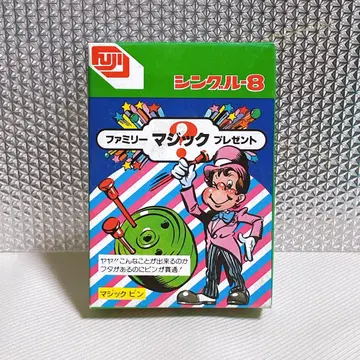 FUJI
シングル-8
ファミリー マジック プレゼント
?
ヤヤ!!こんなことが出来るのか
フタがあるのにピンが貫通!
マジック ピン